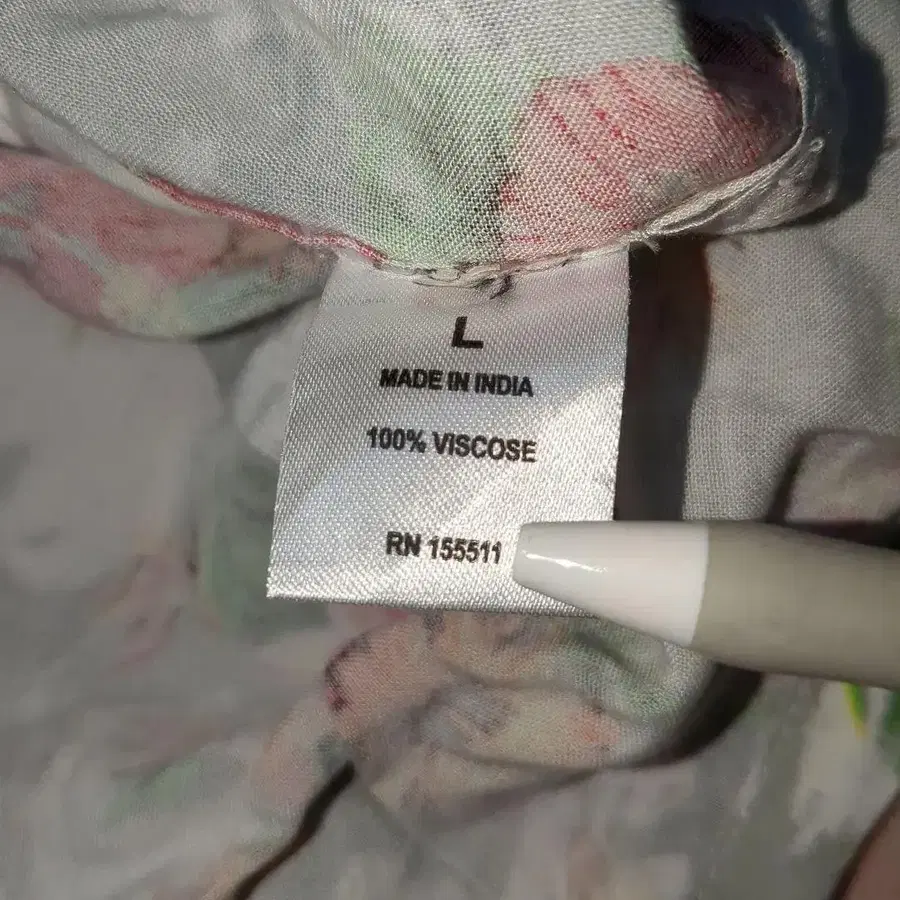 L
MADE IN INDIA
100% VISCOSE
RN 155511